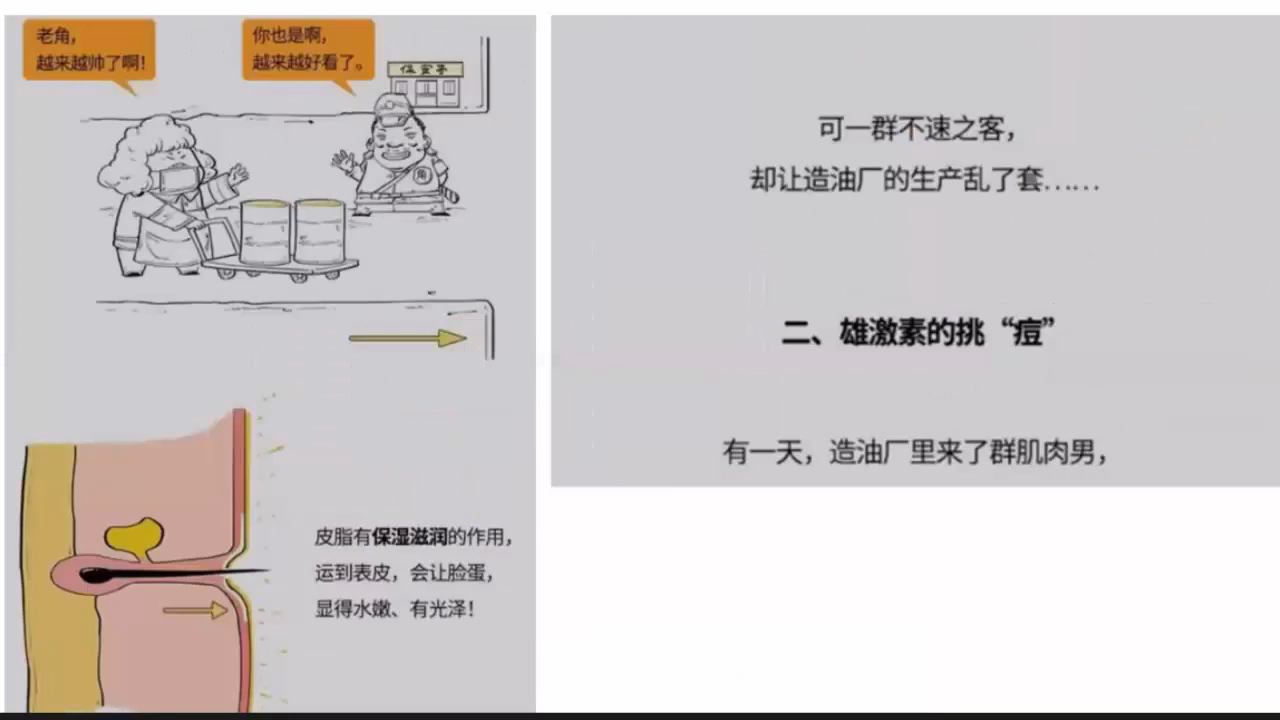 老角，
越来越帅了啊！
你也是啊，
越来越好看了。
保安亭
角
皮脂有保湿滋润的作用，
运到表皮，会让脸蛋，
显得水嫩、有光泽！
可一群不速之客，
却让造油厂的生产乱了套……
二、雄激素的挑“痘”
有一天，造油厂里来了群肌肉男，